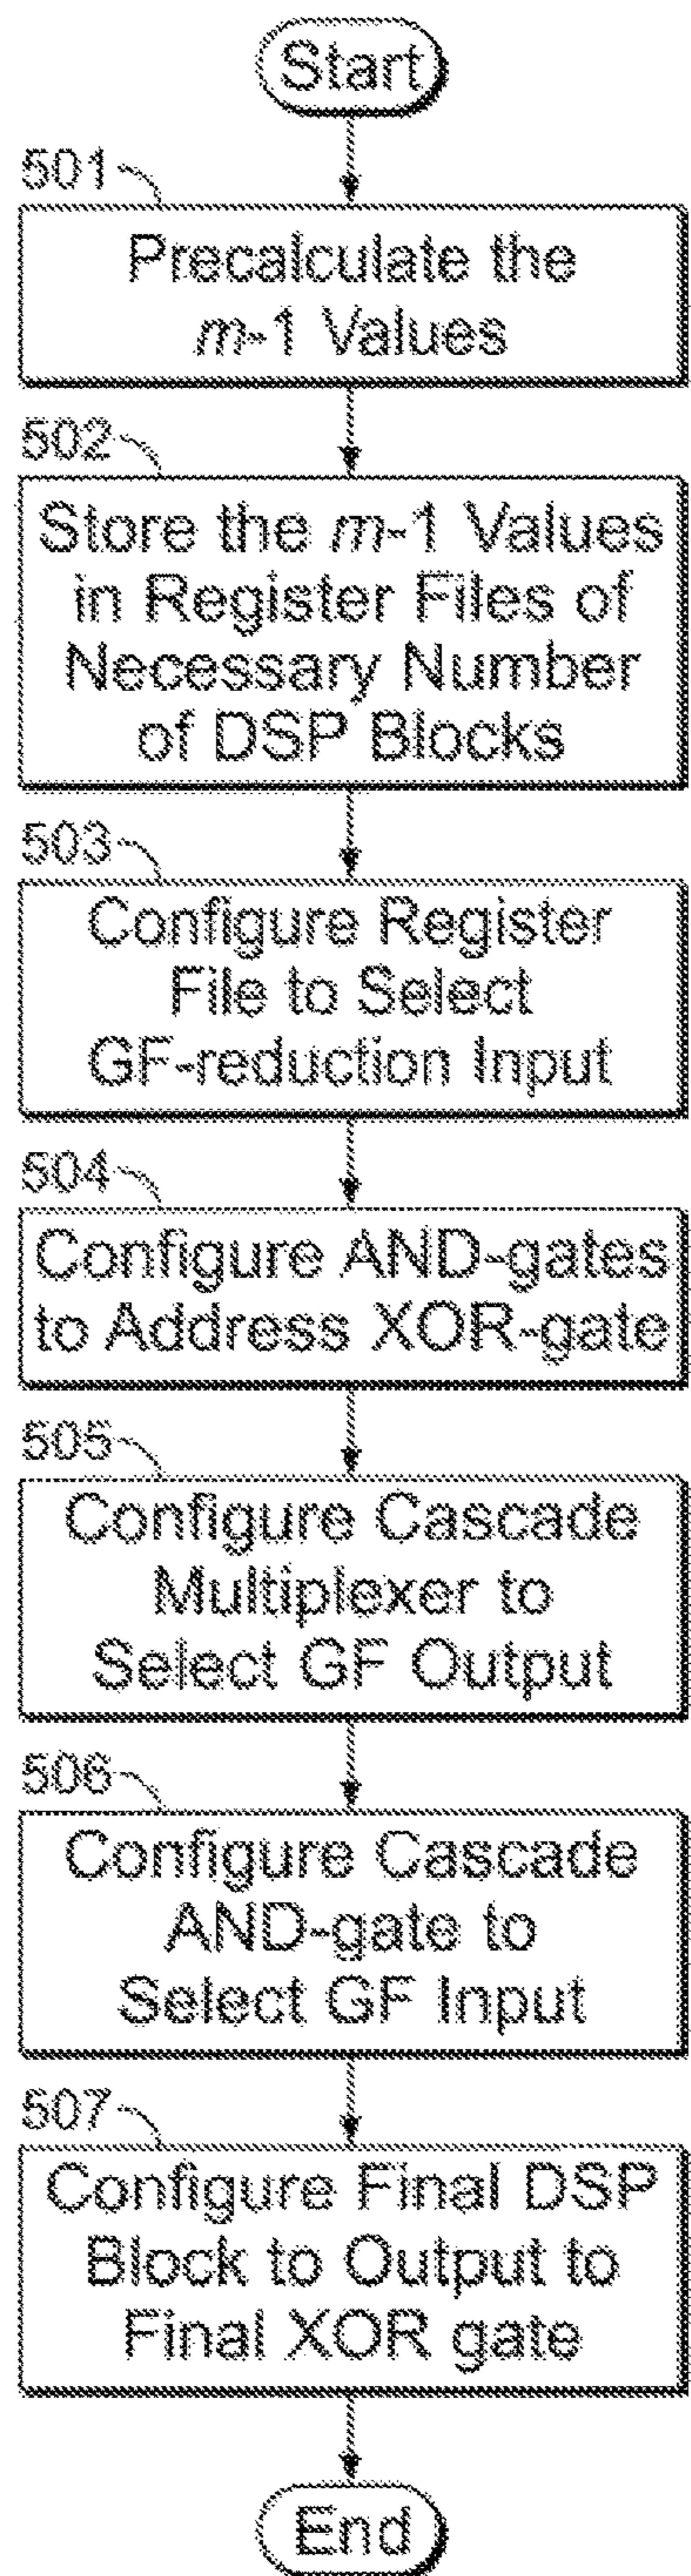 Start
501
Precalculate the
m-1 Values
502
Store the m-1 Values
in Register Files of
Necessary Number
of DSP Blocks
503
Configure Register
File to Select
GF-reduction Input
504
Configure AND-gates
to Address XOR-gate
505
Configure Cascade
Multiplexer to
Select GF Output
506
Configure Cascade
AND-gate to
Select GF Input
507
Configure Final DSP
Block to Output to
Final XOR gate
End